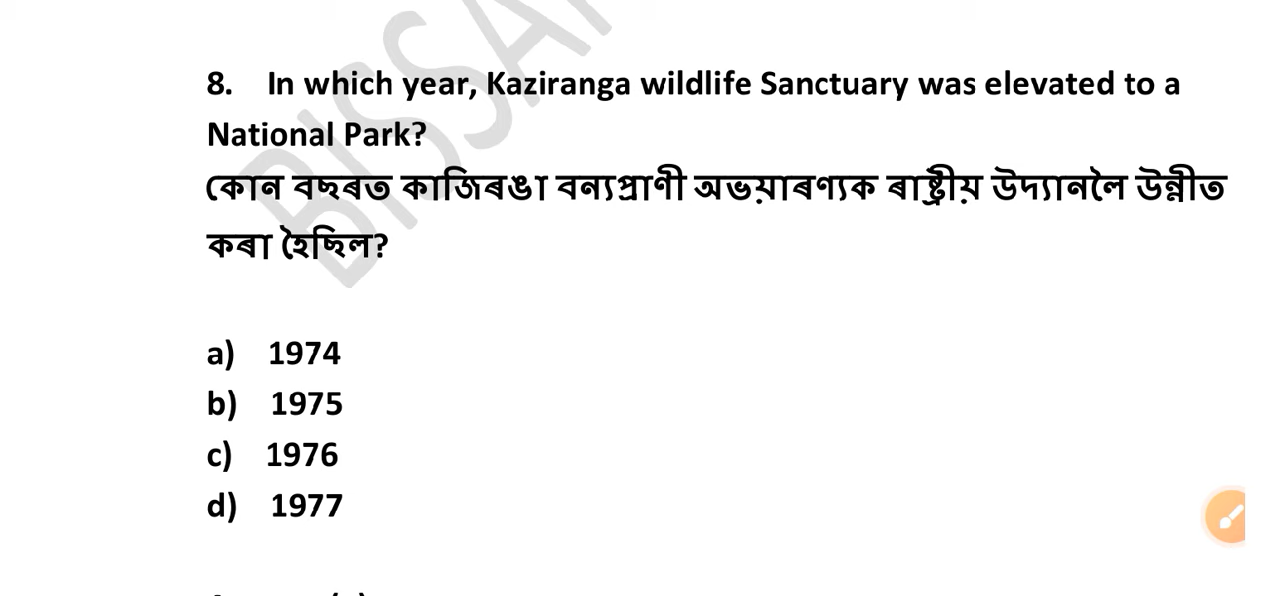 8. In which year, Kaziranga wildlife Sanctuary was elevated to a
National Park?
কোন বছৰত কাজিৰঙা বন্যপ্ৰাণী অভয়াৰণ্যক ৰাষ্ট্ৰীয় উদ্যানলৈ উন্নীত
কৰা হৈছিল?
a) 1974
b) 1975
c) 1976
d) 1977